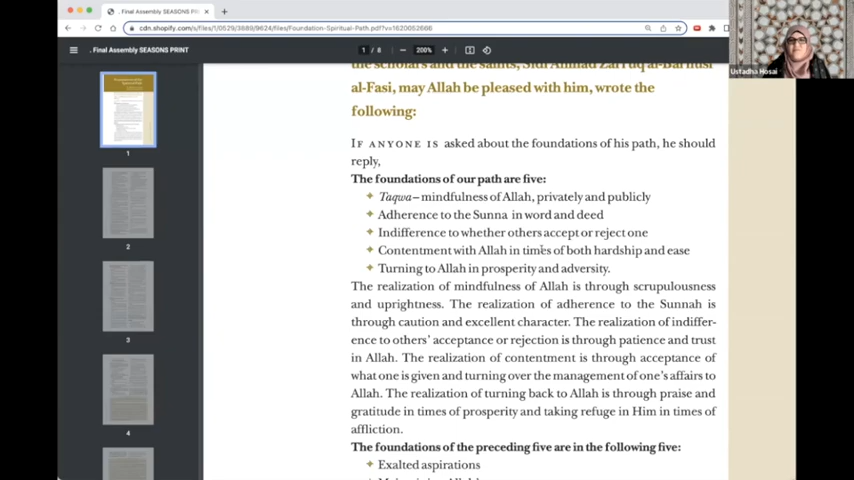 . Final Assembly SEASONS PRINT
cdn.shopify.com/s/files/1/0529/3889/9624/files/Foundation-Spiritual-Path.pdf?v=1620052666
. Final Assembly SEASONS PRINT
1 / 8
200%
Ustadha Hosai
the scholars and the saints, Sidi Ahmad Zarruq al-Barnusi
al-Fasi, may Allah be pleased with him, wrote the
following:
IF ANYONE IS asked about the foundations of his path, he should
reply,
The foundations of our path are five:
Taqwa—mindfulness of Allah, privately and publicly
Adherence to the Sunna in word and deed
Indifference to whether others accept or reject one
Contentment with Allah in times of both hardship and ease
Turning to Allah in prosperity and adversity.
The realization of mindfulness of Allah is through scrupulousness
and uprightness. The realization of adherence to the Sunnah is
through caution and excellent character. The realization of indiffer-
ence to others' acceptance or rejection is through patience and trust
in Allah. The realization of contentment is through acceptance of
what one is given and turning over the management of one's affairs to
Allah. The realization of turning back to Allah is through praise and
gratitude in times of prosperity and taking refuge in Him in times of
affliction.
The foundations of the preceding five are in the following five:
Exalted aspirations
1
2
3
4